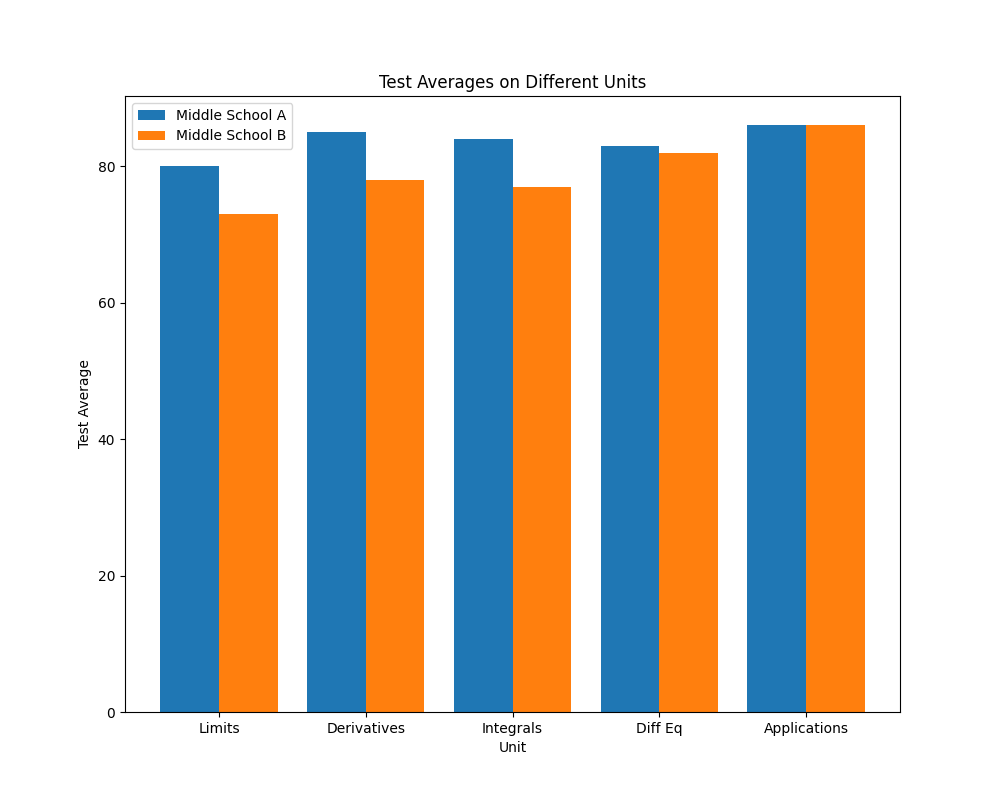 Test Averages on Different Units
Middle School A
Middle School B
80
60
40
20
0
Test Average
Limits
Derivatives
Integrals
Diff Eq
Applications
Unit